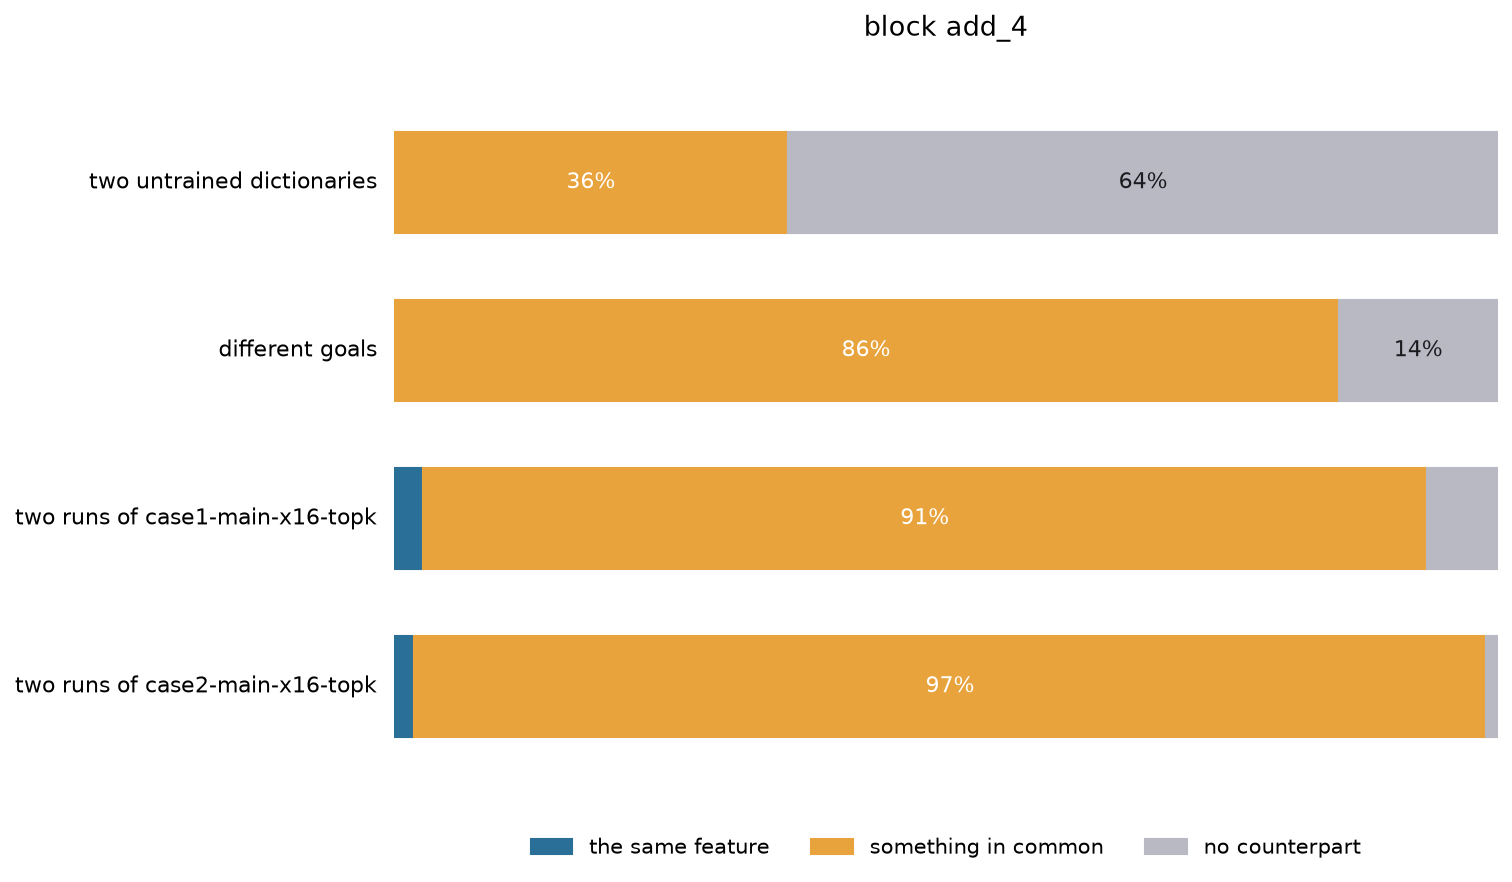 block add_4
two untrained dictionaries
36%
64%
different goals
86%
14%
two runs of case1-main-x16-topk
91%
two runs of case2-main-x16-topk
97%
the same feature
something in common
no counterpart